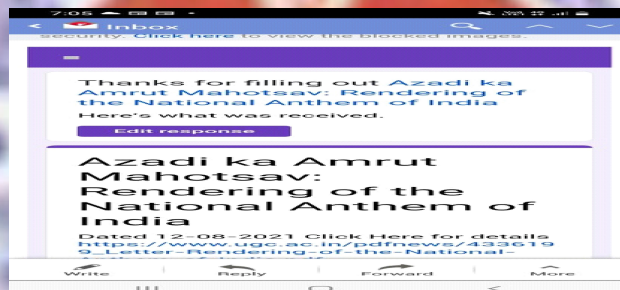 7:05
Inbox
security. Click here to view the blocked images.
Thanks for filling out Azadi ka
Amrut Mahotsav: Rendering of
the National Anthem of India
Here's what was received.
Edit response
Azadi ka Amrut
Mahotsav:
Rendering of the
National Anthem of
India
Dated 12-08-2021 Click Here for details
https://www.ugc.ac.in/pdfnews/433619
9_Letter-Rendering-of-the-National-
Write Reply Forward More